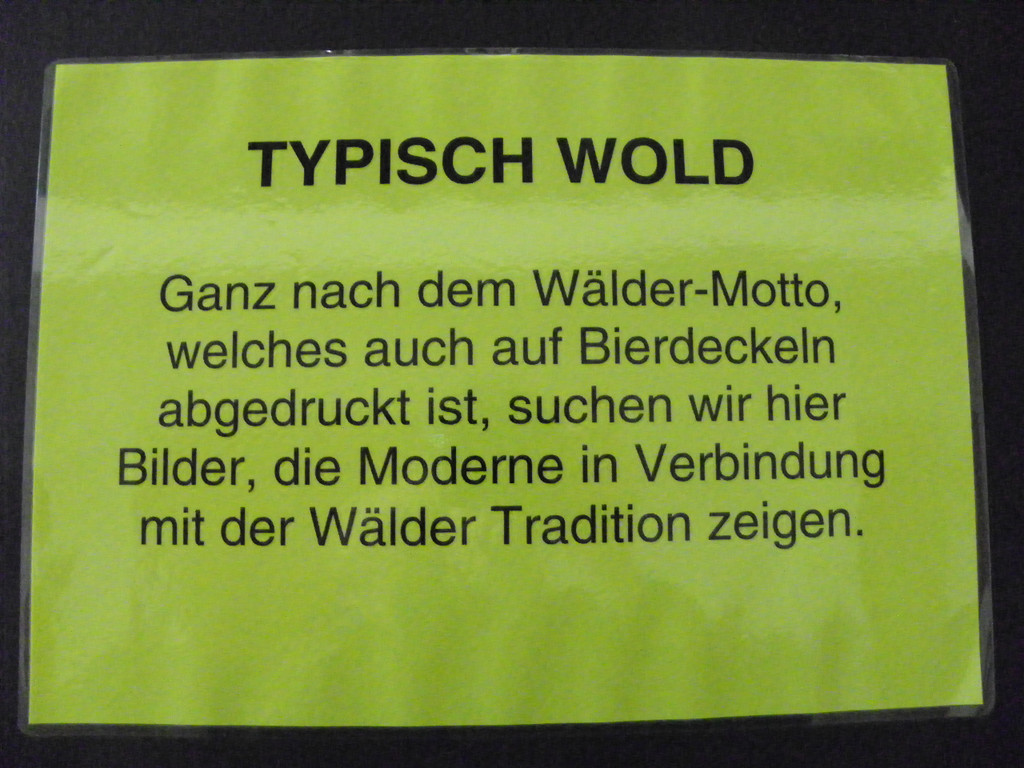 TYPISCH WOLD
Ganz nach dem Wälder-Motto,
welches auch auf Bierdeckeln
abgedruckt ist, suchen wir hier
Bilder, die Moderne in Verbindung
mit der Wälder Tradition zeigen.